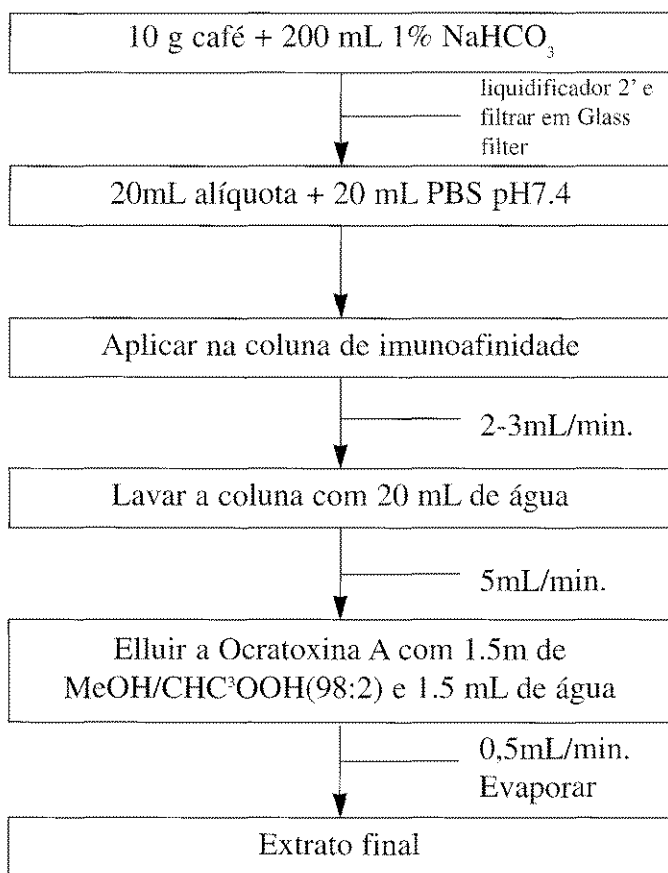 10 g café + 200 mL 1% NaHCO₃
liquidificador 2’ e
filtrar em Glass
filter
20mL alíquota + 20 mL PBS pH7.4
Aplicar na coluna de imunoafinidade
2-3mL/min.
Lavar a coluna com 20 mL de água
5mL/min.
Elluir a Ocratoxina A com 1.5m de
MeOH/CHC³OOH(98:2) e 1.5 mL de água
0,5mL/min.
Evaporar
Extrato final